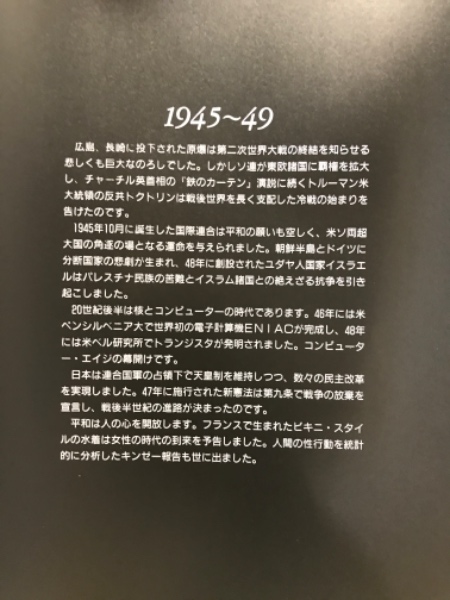 1945~49
広島、長崎に投下された原爆は第二次世界大戦の終結を知らせる
悲しくも巨大なのろしでした。しかしソ連が東欧諸国に覇権を拡大
し、チャーチル英首相の「鉄のカーテン」演説に続くトルーマン米
大統領の反共トクトリンは戦後世界を長く支配した冷戦の始まりを
告げたのです。
1945年10月に誕生した国際連合は平和の願いも空しく、米ソ両超
大国の角逐の場となる運命を与えられました。朝鮮半島とドイツに
分断国家の悲劇が生まれ、48年に創設されたユダヤ人国家イスラエ
ルはパレスチナ民族の苦難とイスラム諸国との絶えざる抗争を引き
起こしました。
20世紀後半は核とコンピューターの時代であります。46年には米
ペンシルベニア大で世界初の電子計算機ENIACが完成し、48年
には米ベル研究所でトランジスタが発明されました。コンピュータ
ー・エイジの幕開けです。
日本は連合国軍の占領下で天皇制を維持しつつ、数々の民主改革
を実現しました。47年に施行された新憲法は第九条で戦争の放棄を
宣言し、戦後半世紀の進路が決まったのです。
平和は人の心を開放します。フランスで生まれたビキニ・スタイ
ルの水着は女性の時代の到来を予告しました。人間の性行動を統計
的に分析したキンゼー報告も世に出ました。